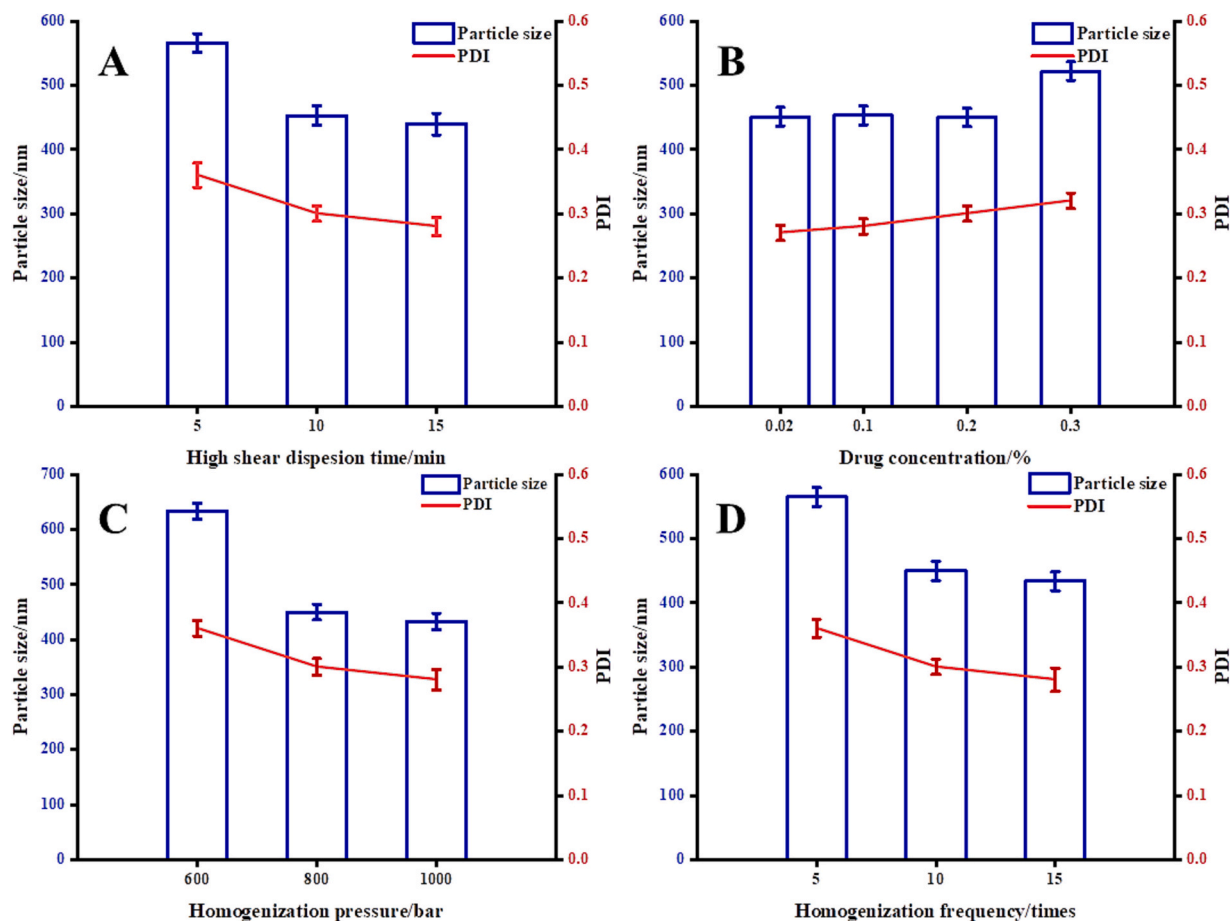 A
Particle size
PDI
600
500
400
300
200
100
0
0.6
0.5
0.4
0.3
0.2
0.1
0.0
5
10
15
Particle size/nm
PDI
High shear dispesion time/min
B
Particle size
PDI
600
500
400
300
200
100
0
0.6
0.5
0.4
0.3
0.2
0.1
0.0
0.02
0.1
0.2
0.3
Particle size/nm
PDI
Drug concentration/%
C
Particle size
PDI
700
600
500
400
300
200
100
0
0.6
0.5
0.4
0.3
0.2
0.1
0.0
600
800
1000
Particle size/nm
PDI
Homogenization pressure/bar
D
Particle size
PDI
600
500
400
300
200
100
0
0.6
0.5
0.4
0.3
0.2
0.1
0.0
5
10
15
Particle size/nm
PDI
Homogenization frequency/times